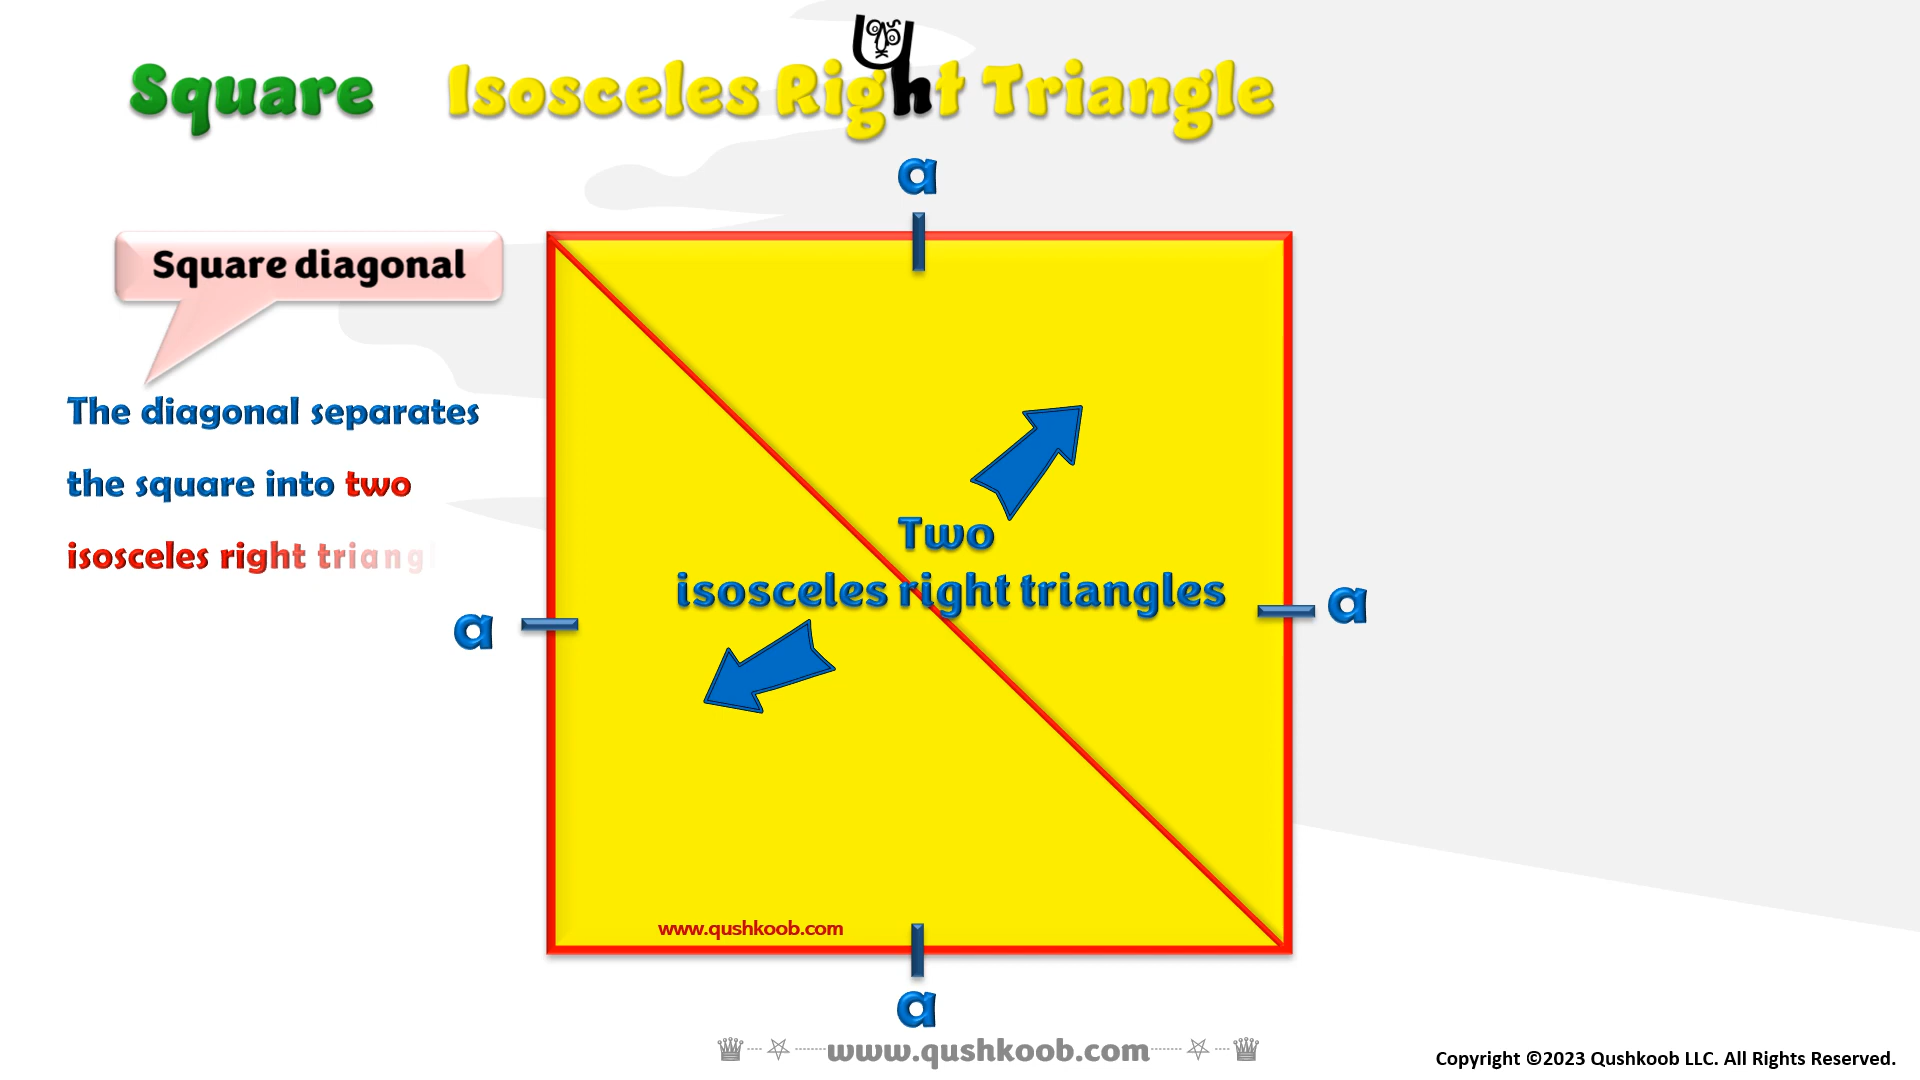 Square Isosceles Right Triangle
a
Square diagonal
The diagonal separates
the square into two
isosceles right triang
Two
isosceles right triangles
a
a
www.qushkoob.com
a
www.qushkoob.com
Copyright ©2023 Qushkoob LLC. All Rights Reserved.